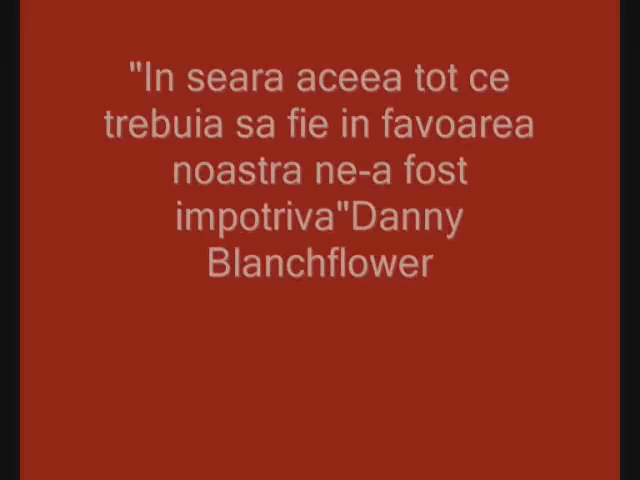 "In seara aceea tot ce
trebuia sa fie in favoarea
noastra ne-a fost
impotriva"Danny
Blanchflower